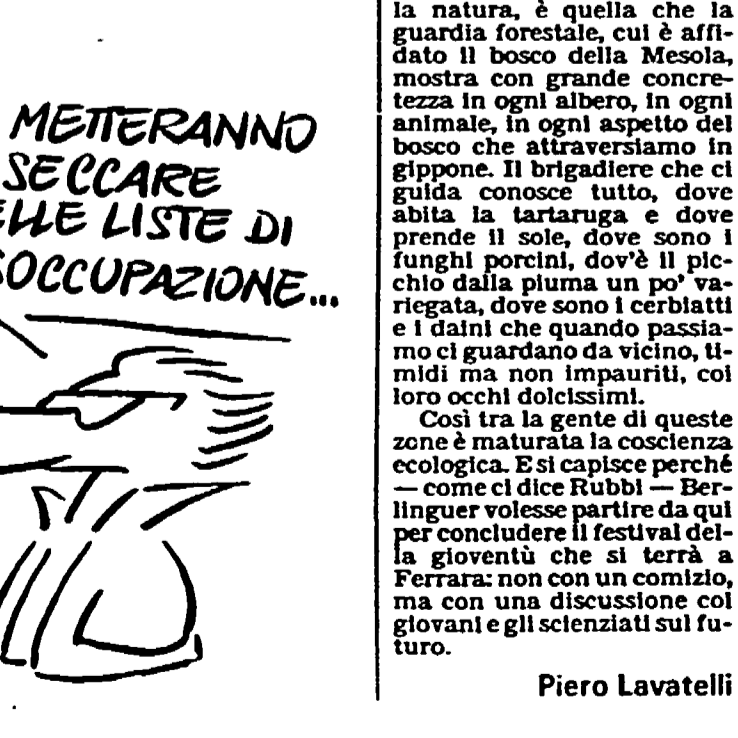 METTERANNO
SECCARE
LLE LISTE DI
OCCUPAZIONE...
la natura, è quella che la
guardia forestale, cui è affi-
dato il bosco della Mesola,
mostra con grande concre-
tezza in ogni albero, in ogni
animale, in ogni aspetto del
bosco che attraversiamo in
gippone. Il brigadiere che ci
guida conosce tutto, dove
abita la tartaruga e dove
prende il sole, dove sono i
funghi porcini, dov'è il pic-
chio dalla piuma un po' va-
riegata, dove sono i cerbiatti
e i daini che quando passia-
mo ci guardano da vicino, ti-
midi ma non impauriti, coi
loro occhi dolcissimi.
Così tra la gente di queste
zone è maturata la coscienza
ecologica. E si capisce perché
— come ci dice Rubbi — Ber-
linguer volesse partire da qui
per concludere il festival del-
la gioventù che si terrà a
Ferrara: non con un comizio,
ma con una discussione coi
giovani e gli scienziati sul fu-
turo.
Piero Lavatelli